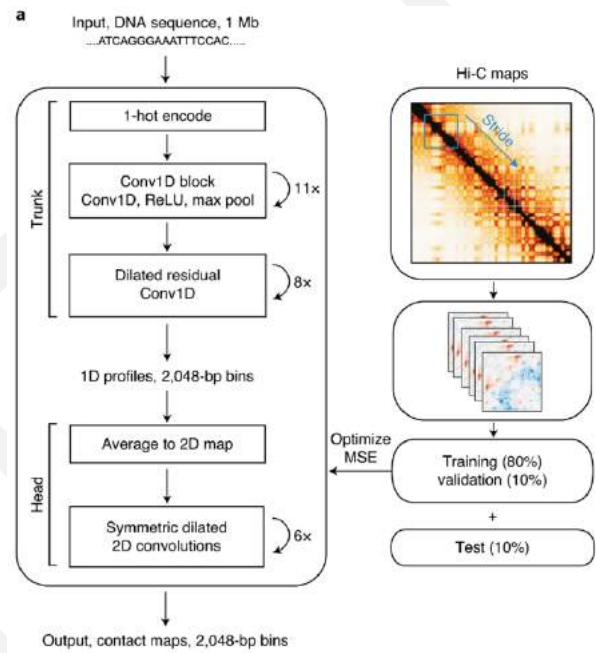 a
Input, DNA sequence, 1 Mb
....ATCAGGGAAATTTCCAC.....
Trunk
1-hot encode
Conv1D block
Conv1D, ReLU, max pool
11×
Dilated residual
Conv1D
8×
1D profiles, 2,048-bp bins
Head
Average to 2D map
Symmetric dilated
2D convolutions
6×
Output, contact maps, 2,048-bp bins
Hi-C maps
Stride
Optimize
MSE
Training (80%)
validation (10%)
+
Test (10%)